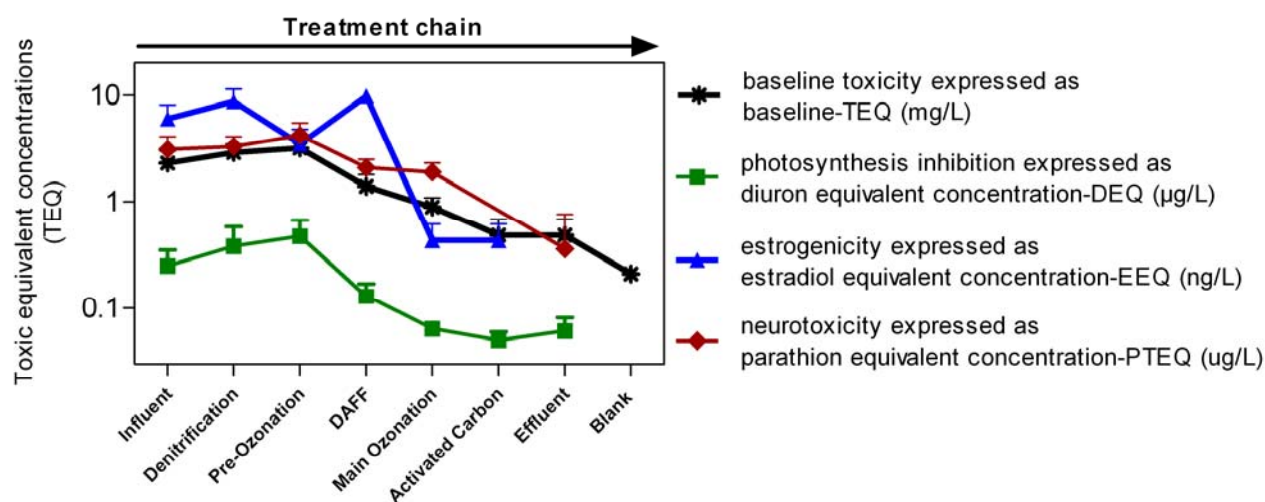 Treatment chain
Toxic equivalent concentrations
(TEQ)
10
1
0.1
Influent
Denitrification
Pre-Ozonation
DAFF
Main Ozonation
Activated Carbon
Effluent
Blank
baseline toxicity expressed as
baseline-TEQ (mg/L)
photosynthesis inhibition expressed as
diuron equivalent concentration-DEQ (µg/L)
estrogenicity expressed as
estradiol equivalent concentration-EEQ (ng/L)
neurotoxicity expressed as
parathion equivalent concentration-PTEQ (ug/L)